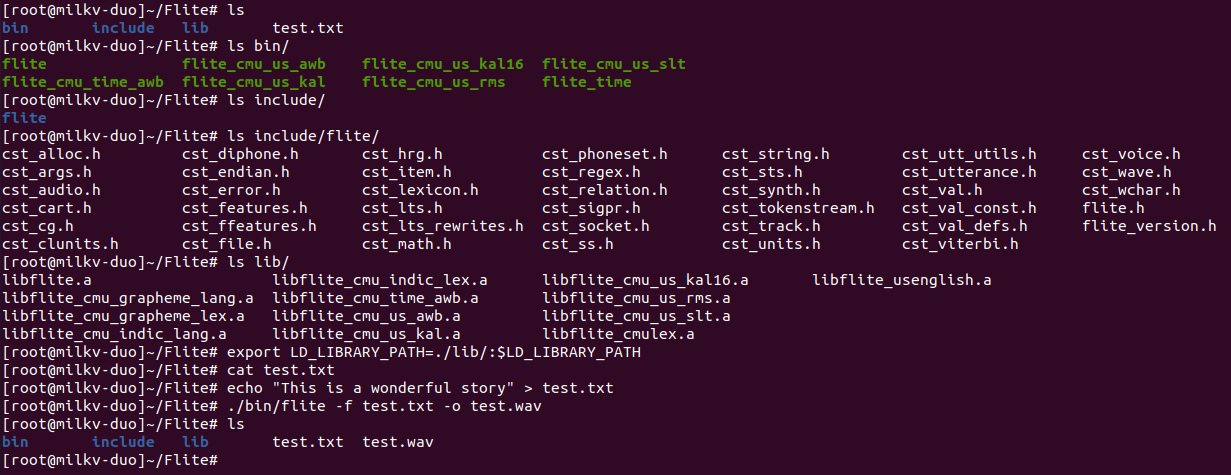 [root@milkv-duo]~/Flite# ls
bin include lib test.txt
[root@milkv-duo]~/Flite# ls bin/
flite flite_cmu_us_awb flite_cmu_us_kal16 flite_cmu_us_slt
flite_cmu_time_awb flite_cmu_us_kal flite_cmu_us_rms flite_time
[root@milkv-duo]~/Flite# ls include/
flite
[root@milkv-duo]~/Flite# ls include/flite/
cst_alloc.h cst_diphone.h cst_hrg.h cst_phoneset.h cst_string.h cst_utt_utils.h cst_voice.h
cst_args.h cst_endian.h cst_item.h cst_regex.h cst_sts.h cst_utterance.h cst_wave.h
cst_audio.h cst_error.h cst_lexicon.h cst_relation.h cst_synth.h cst_val.h cst_wchar.h
cst_cart.h cst_features.h cst_lts.h cst_sigpr.h cst_tokenstream.h cst_val_const.h flite.h
cst_cg.h cst_ffeatures.h cst_lts_rewrites.h cst_socket.h cst_track.h cst_val_defs.h flite_version.h
cst_clunits.h cst_file.h cst_math.h cst_ss.h cst_units.h cst_viterbi.h
[root@milkv-duo]~/Flite# ls lib/
libflite.a libflite_cmu_indic_lex.a libflite_cmu_us_kal16.a libflite_usenglish.a
libflite_cmu_grapheme_lang.a libflite_cmu_time_awb.a libflite_cmu_us_rms.a
libflite_cmu_grapheme_lex.a libflite_cmu_us_awb.a libflite_cmu_us_slt.a
libflite_cmu_indic_lang.a libflite_cmu_us_kal.a libflite_cmulex.a
[root@milkv-duo]~/Flite# export LD_LIBRARY_PATH=./lib/:$LD_LIBRARY_PATH
[root@milkv-duo]~/Flite# cat test.txt
[root@milkv-duo]~/Flite# echo "This is a wonderful story" > test.txt
[root@milkv-duo]~/Flite# ./bin/flite -f test.txt -o test.wav
[root@milkv-duo]~/Flite# ls
bin include lib test.txt test.wav
[root@milkv-duo]~/Flite#